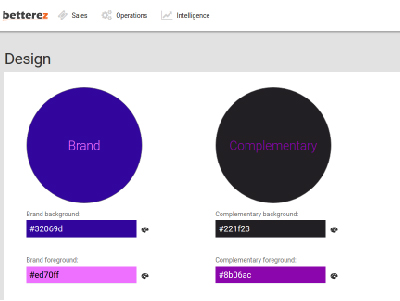 betterez Sales Operations Intelligence
Design
Brand Complementary
Brand background: Complementary background:
#32069d #221f23
Brand foreground: Complementary foreground:
#ed70ff #8b06ac